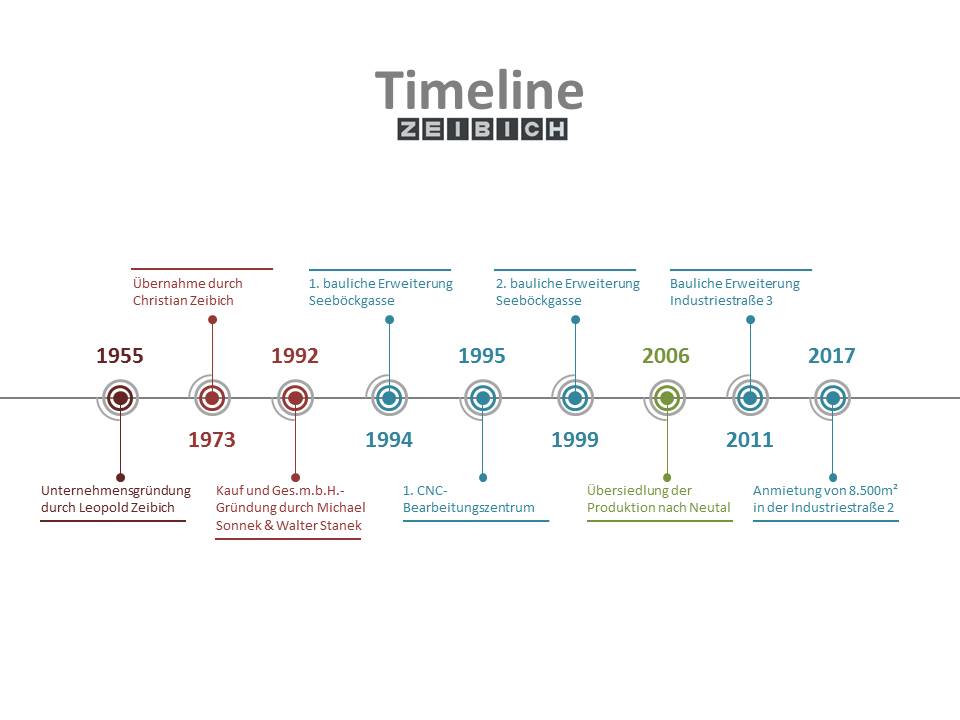 Timeline
ZEIBICH
Übernahme durch
Christian Zeibich
1. bauliche Erweiterung
Seeböckgasse
2. bauliche Erweiterung
Seeböckgasse
Bauliche Erweiterung
Industriestraße 3
1955
1992
1995
2006
2017
1973
1994
1999
2011
Unternehmensgründung
durch Leopold Zeibich
Kauf und Ges.m.b.H.-
Gründung durch Michael
Sonnek & Walter Stanek
1. CNC-
Bearbeitungszentrum
Übersiedlung der
Produktion nach Neutal
Anmietung von 8.500m²
in der Industriestraße 2